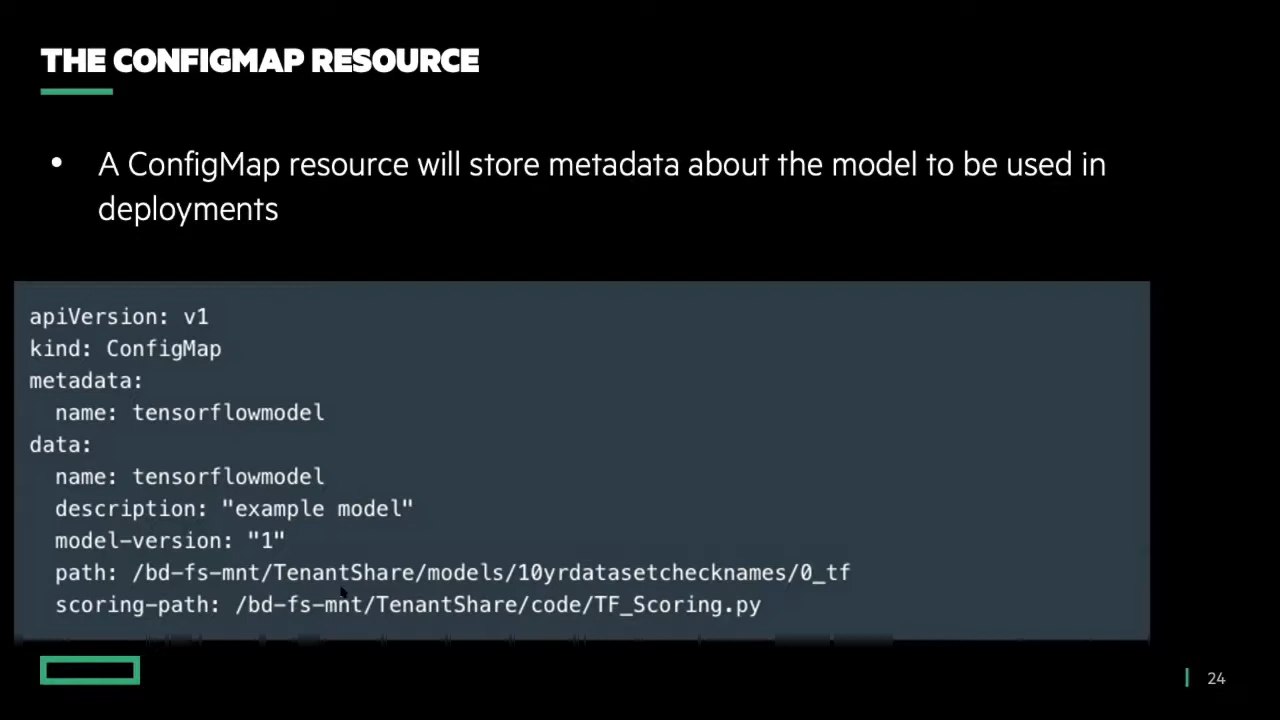 THE CONFIGMAP RESOURCE
• A ConfigMap resource will store metadata about the model to be used in
deployments
apiVersion: v1
kind: ConfigMap
metadata:
  name: tensorflowmodel
data:
  name: tensorflowmodel
  description: "example model"
  model-version: "1"
  path: /bd-fs-mnt/TenantShare/models/10yrdatasetchecknames/0_tf
  scoring-path: /bd-fs-mnt/TenantShare/code/TF_Scoring.py
24